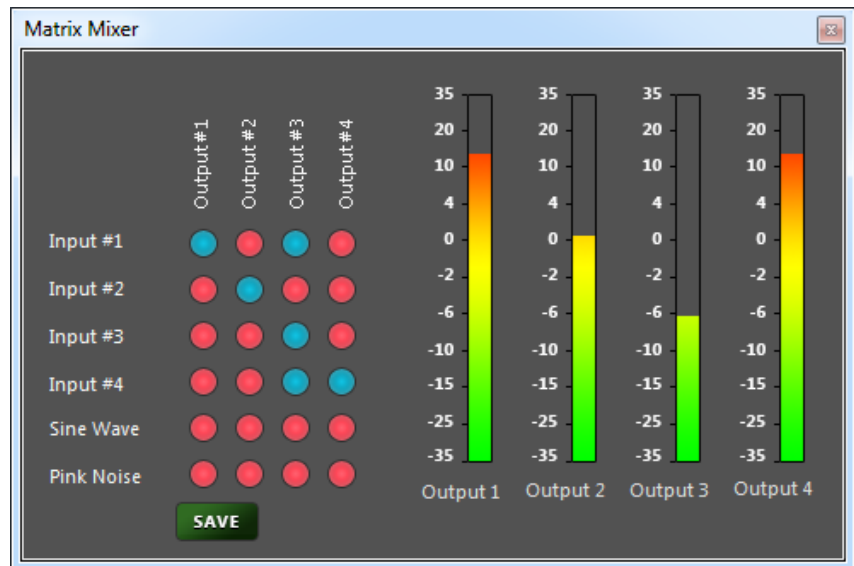 Matrix Mixer
Output #1
Output #2
Output #3
Output #4
Input #1
Input #2
Input #3
Input #4
Sine Wave
Pink Noise
SAVE
35
20
10
4
0
-2
-6
-10
-15
-25
-35
Output 1
35
20
10
4
0
-2
-6
-10
-15
-25
-35
Output 2
35
20
10
4
0
-2
-6
-10
-15
-25
-35
Output 3
35
20
10
4
0
-2
-6
-10
-15
-25
-35
Output 4